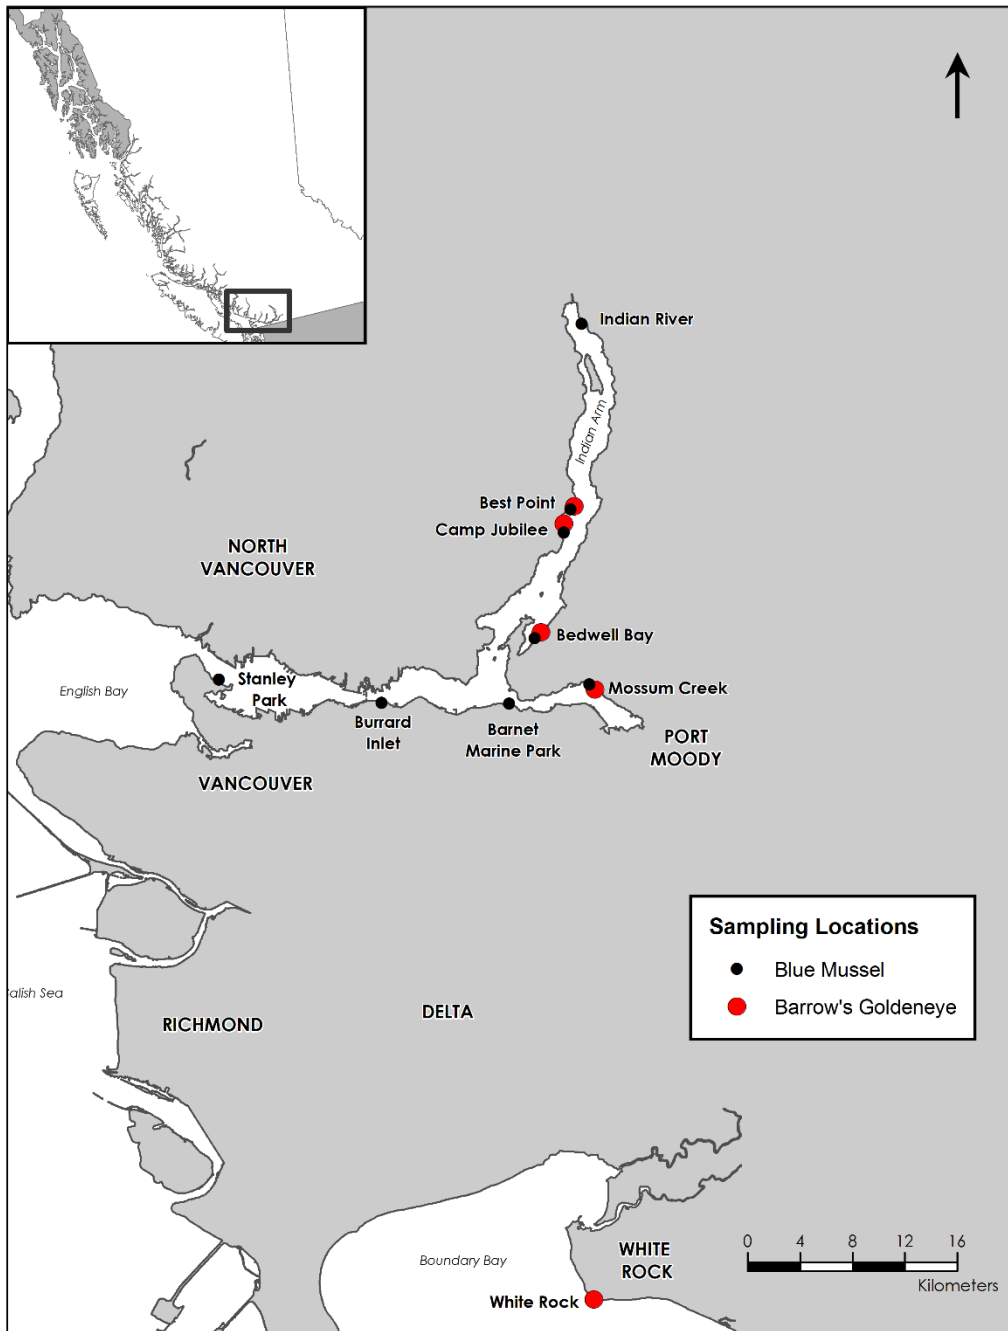 Indian River
Indian Arm
Best Point
Camp Jubilee
NORTH
VANCOUVER
Bedwell Bay
English Bay
Stanley
Park
Mossum Creek
Burrard
Inlet
Barnet
Marine Park
PORT
MOODY
VANCOUVER
Sampling Locations
Blue Mussel
Barrow's Goldeneye
alish Sea
RICHMOND
DELTA
Boundary Bay
WHITE
ROCK
0 4 8 12 16
Kilometers
White Rock